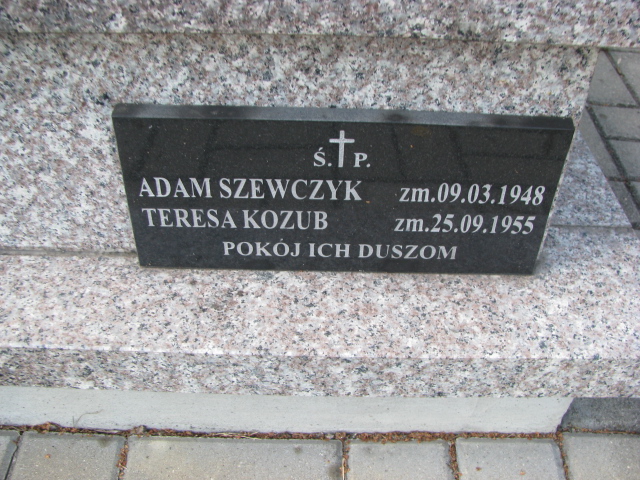 Ś. P.
ADAM SZEWCZYK zm.09.03.1948
TERESA KOZUB zm.25.09.1955
POKÓJ ICH DUSZOM